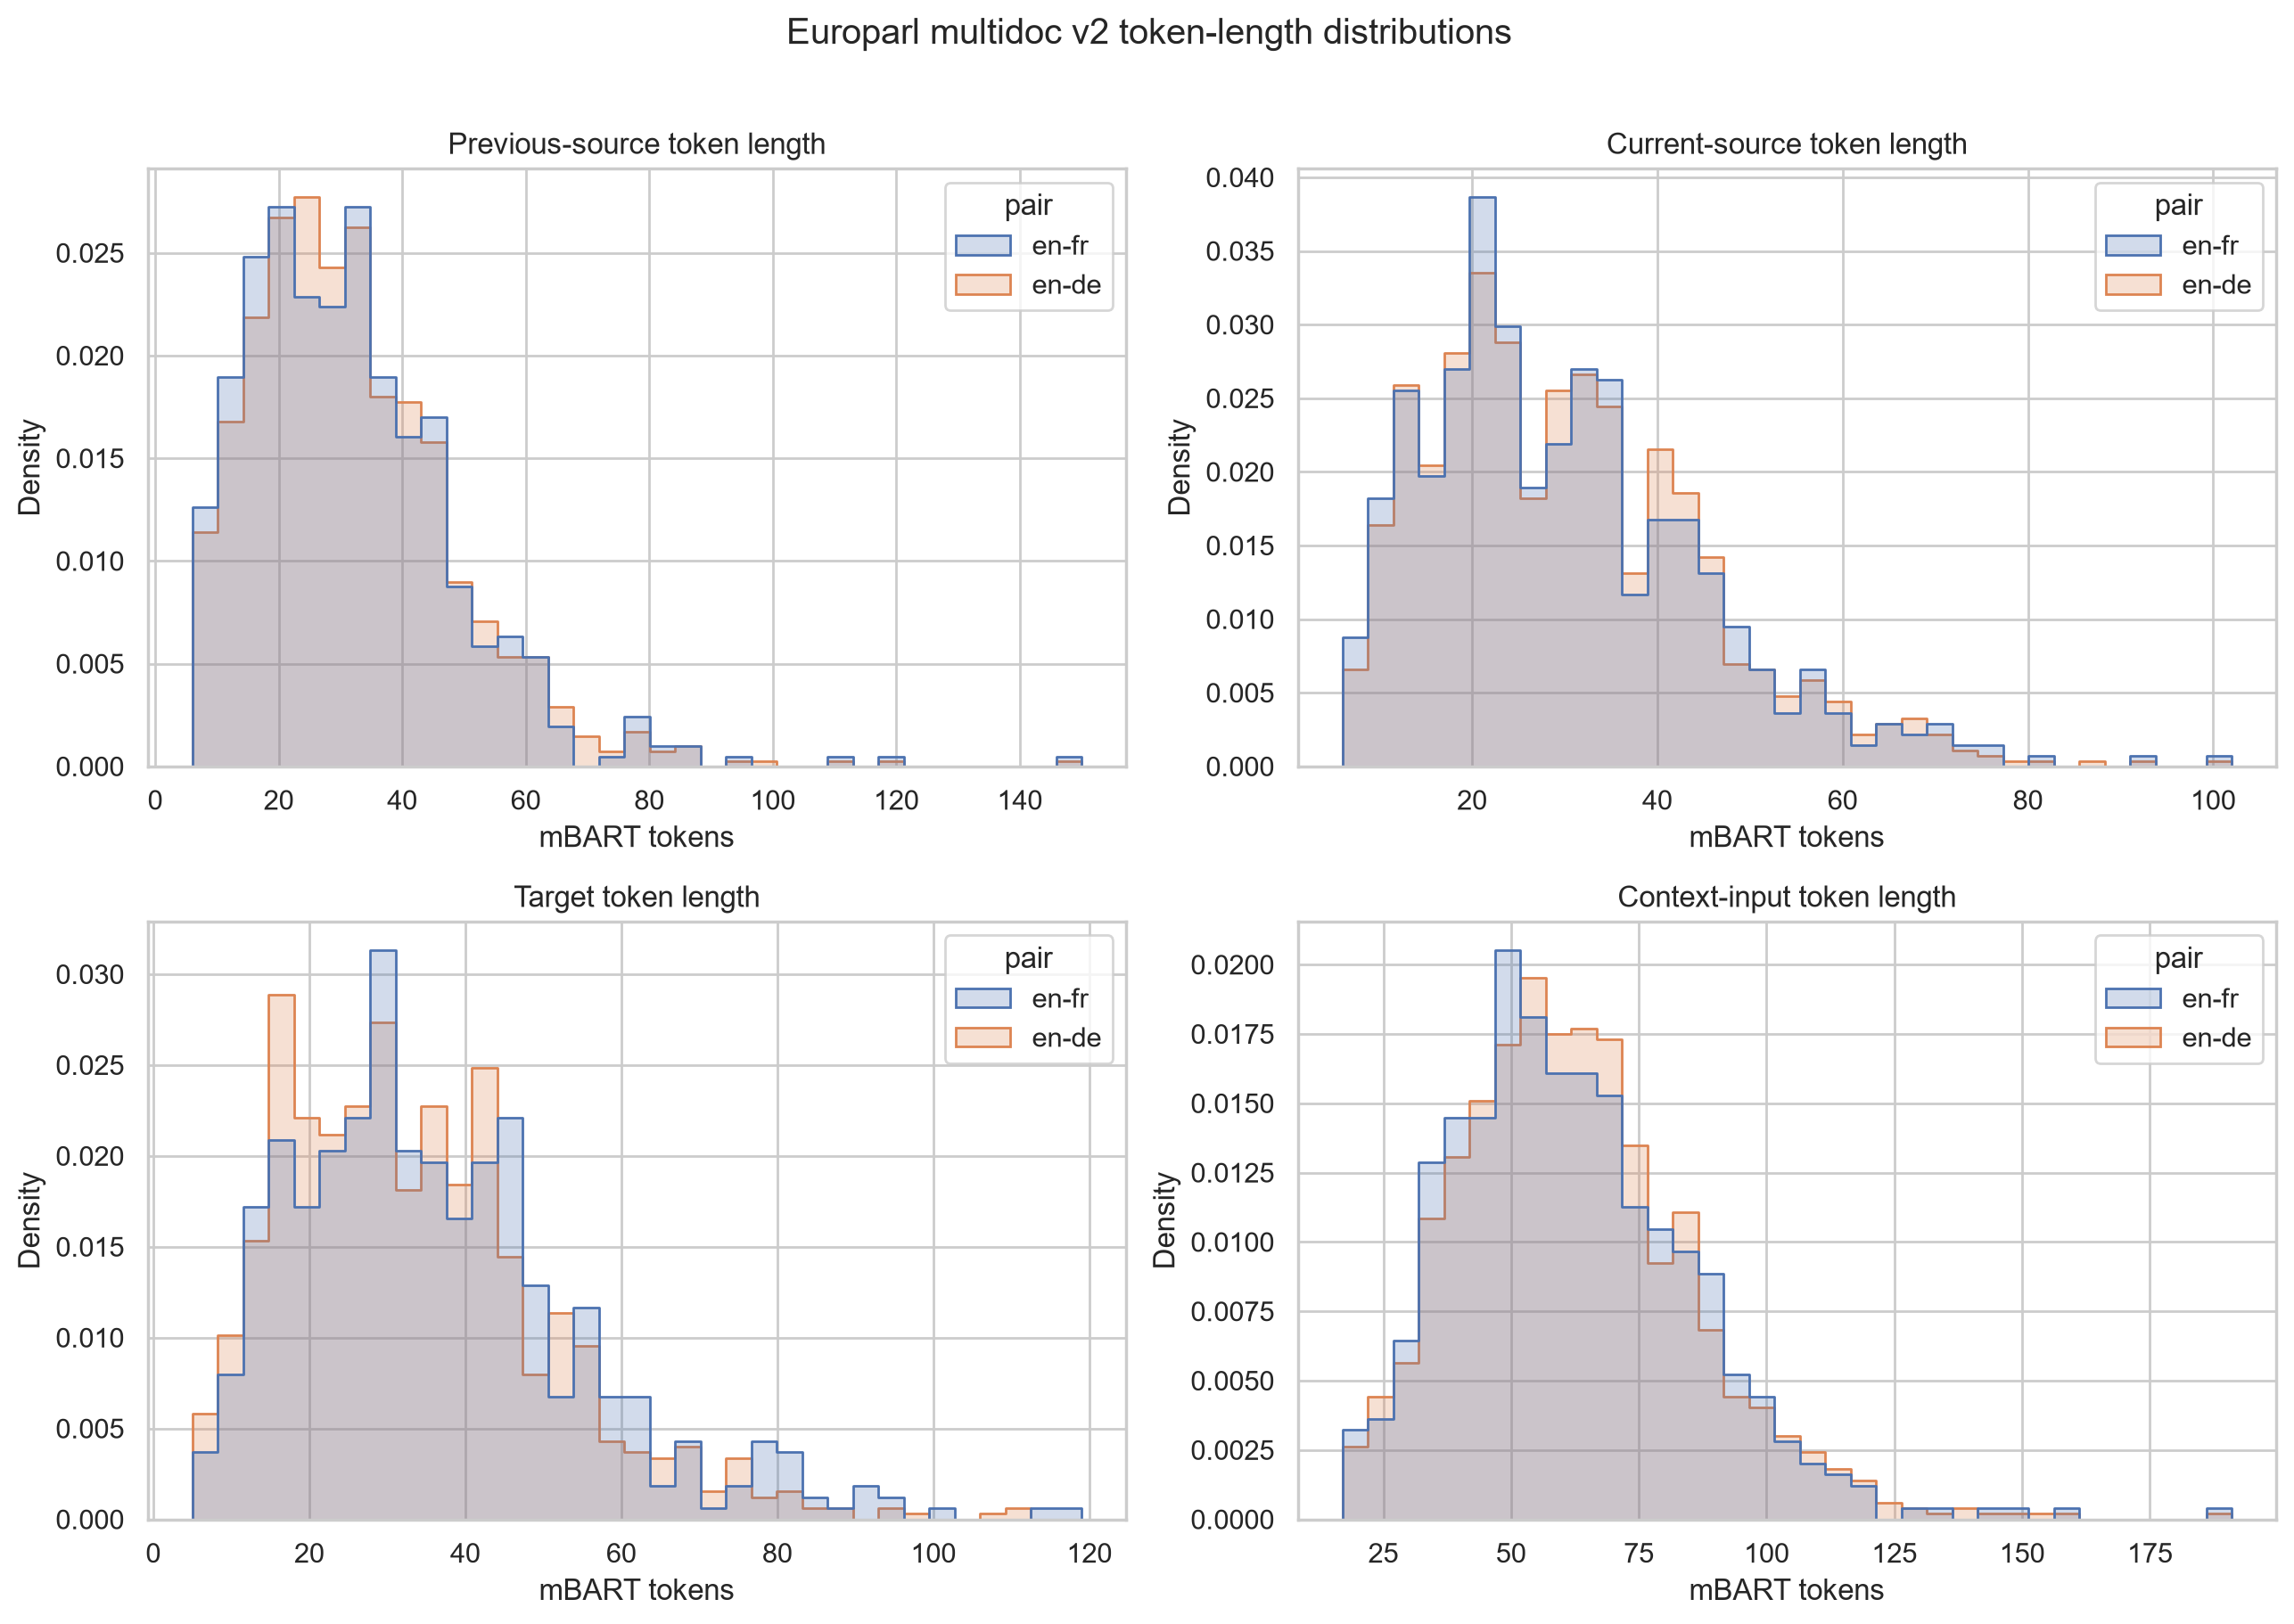 Europarl multidoc v2 token-length distributions
Previous-source token length
Density
0.025
0.020
0.015
0.010
0.005
0.000
0 20 40 60 80 100 120 140
mBART tokens
pair
en-fr
en-de
Current-source token length
Density
0.040
0.035
0.030
0.025
0.020
0.015
0.010
0.005
0.000
20 40 60 80 100
mBART tokens
pair
en-fr
en-de
Target token length
Density
0.030
0.025
0.020
0.015
0.010
0.005
0.000
0 20 40 60 80 100 120
mBART tokens
pair
en-fr
en-de
Context-input token length
Density
0.0200
0.0175
0.0150
0.0125
0.0100
0.0075
0.0050
0.0025
0.0000
25 50 75 100 125 150 175
mBART tokens
pair
en-fr
en-de